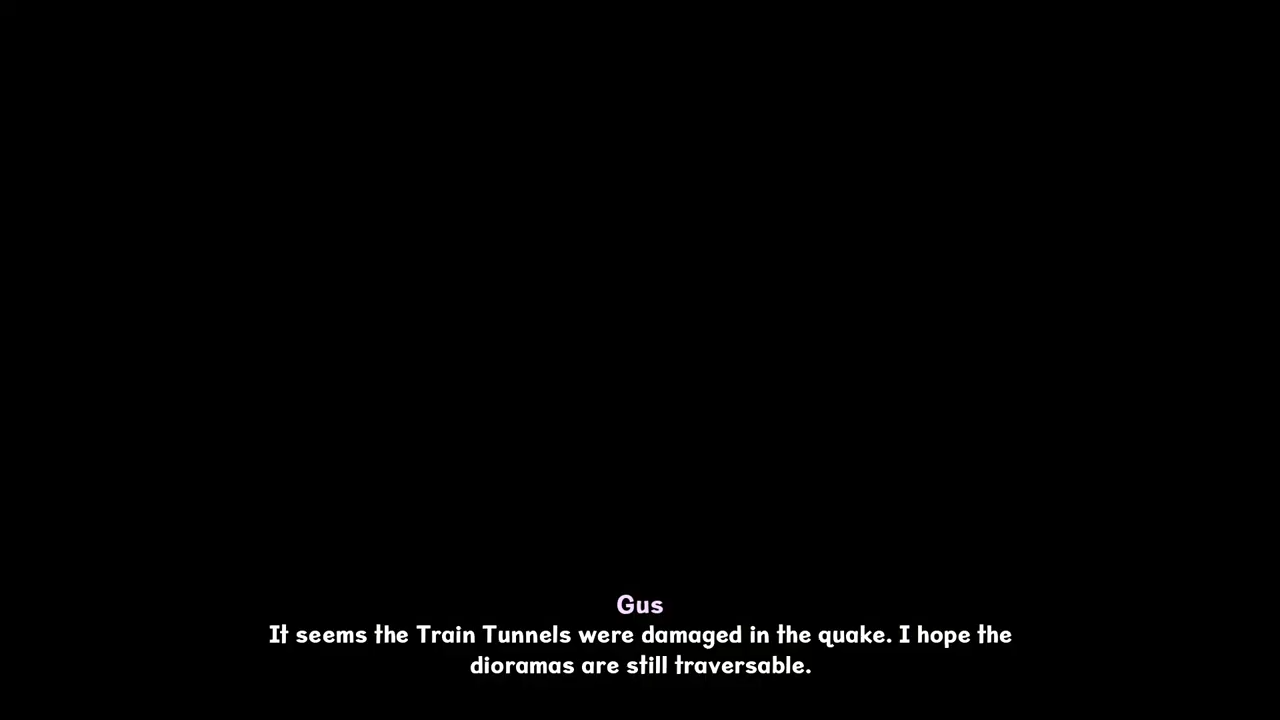 Gus
It seems the Train Tunnels were damaged in the quake. I hope the
dioramas are still traversable.